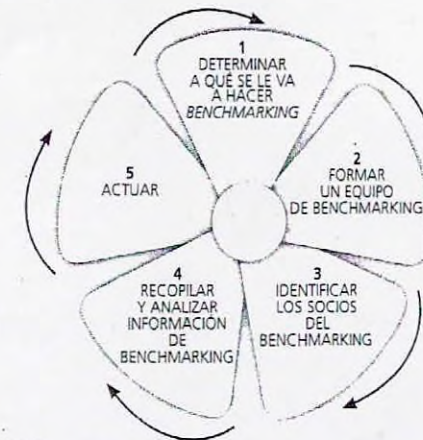 1
DETERMINAR
A QUÉ SE LE VA
A HACER
BENCHMARKING
2
FORMAR
UN EQUIPO
DE BENCHMARKING
3
IDENTIFICAR
LOS SOCIOS
DEL
BENCHMARKING
4
RECOPILAR
Y ANALIZAR
INFORMACIÓN
DE
BENCHMARKING
5
ACTUAR